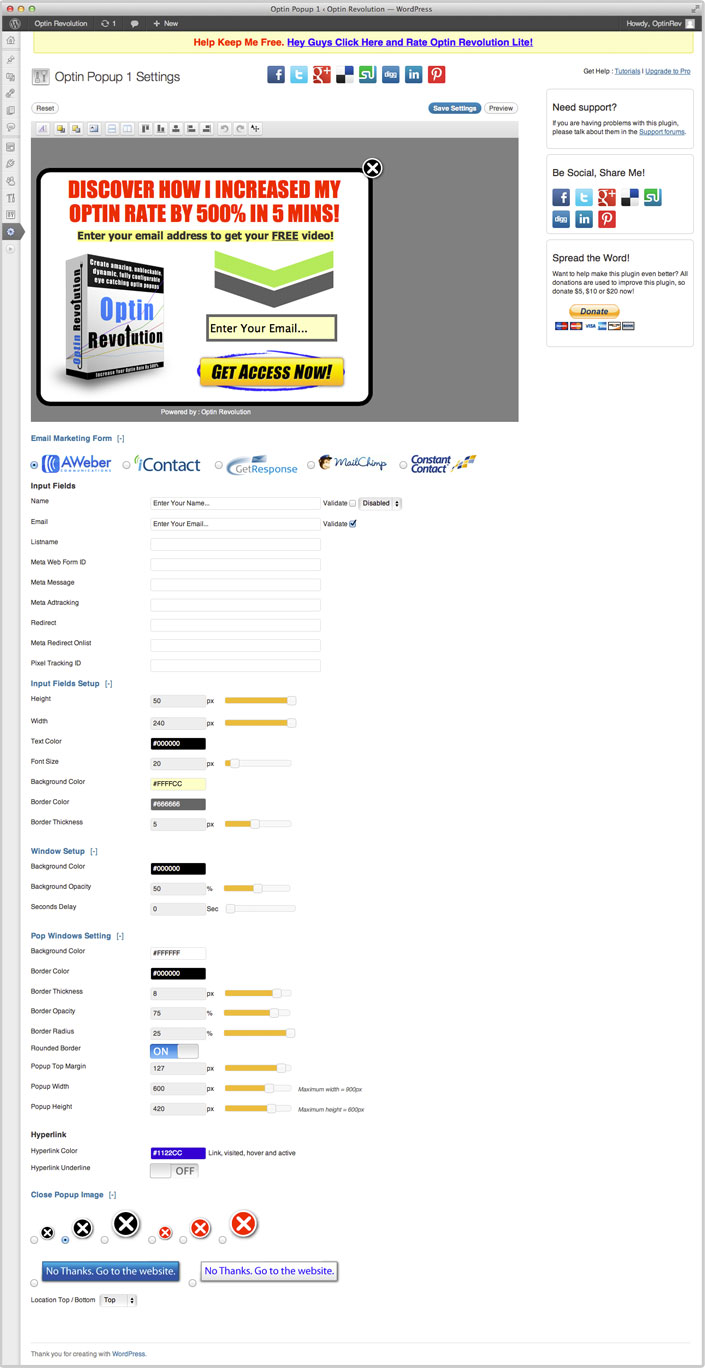 Optin Popup 1 ‹ Optin Revolution — WordPress
Optin Revolution 1 + New Howdy, OptinRev
Help Keep Me Free. Hey Guys Click Here and Rate Optin Revolution Lite!
Optin Popup 1 Settings
Get Help : Tutorials | Upgrade to Pro
digg
Reset Save Settings Preview
DISCOVER HOW I INCREASED MY
OPTIN RATE BY 500% IN 5 MINS!
Enter your email address to get your FREE video!
Create amazing, unblockable,
dynamic, fully configurable
eye catching optin popups
Optin
Revolution
Optin Revolution
Increase Your Optin Rate By 500%
Enter Your Email...
GET ACCESS NOW!
Powered by : Optin Revolution
Need support?
If you are having problems with this plugin,
please talk about them in the Support forums.
Be Social, Share Me!
digg
Spread the Word!
Want to help make this plugin even better? All
donations are used to improve this plugin, so
donate $5, $10 or $20 now!
Donate
VISA
Email Marketing Form [-]
AWeber COMMUNICATIONS
iContact
GetResponse
MailChimp
Constant Contact
Input Fields
Name Enter Your Name... Validate Disabled
Email Enter Your Email... Validate
Listname
Meta Web Form ID
Meta Message
Meta Adtracking
Redirect
Meta Redirect Onlist
Pixel Tracking ID
Input Fields Setup [-]
Height 50 px
Width 240 px
Text Color #000000
Font Size 20 px
Background Color #FFFFCC
Border Color #666666
Border Thickness 5 px
Window Setup [-]
Background Color #000000
Background Opacity 50 %
Seconds Delay 0 Sec
Pop Windows Setting [-]
Background Color #FFFFFF
Border Color #000000
Border Thickness 8 px
Border Opacity 75 %
Border Radius 25 %
Rounded Border ON
Popup Top Margin 127 px
Popup Width 600 px Maximum width = 900px
Popup Height 420 px Maximum height = 600px
Hyperlink
Hyperlink Color #1122CC Link, visited, hover and active
Hyperlink Underline OFF
Close Popup Image [-]
No Thanks. Go to the website. No Thanks. Go to the website.
Location Top / Bottom Top
Thank you for creating with WordPress.